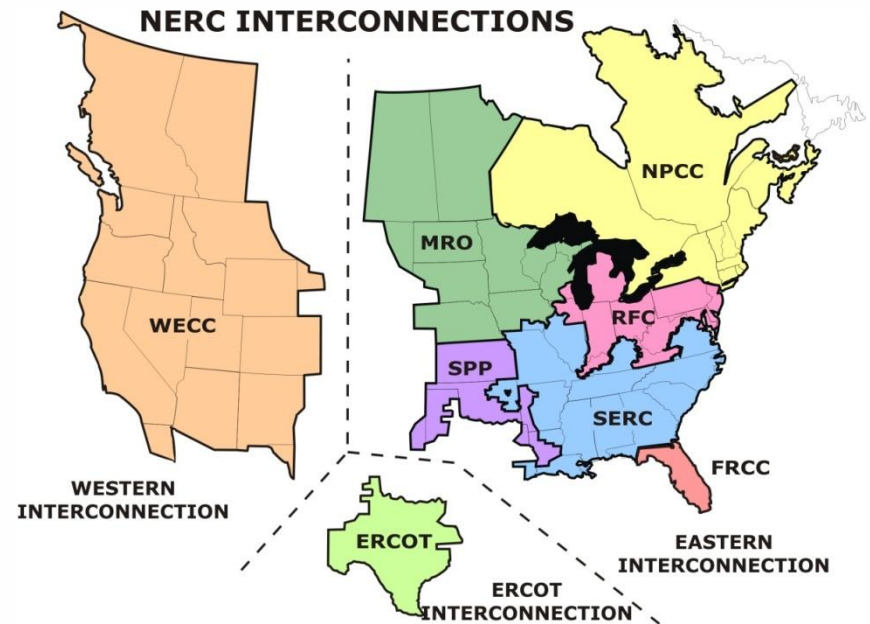 NERC INTERCONNECTIONS
NPCC
MRO
WECC
RFC
SPP
SERC
FRCC
WESTERN
INTERCONNECTION
ERCOT
EASTERN
INTERCONNECTION
ERCOT
INTERCONNECTION